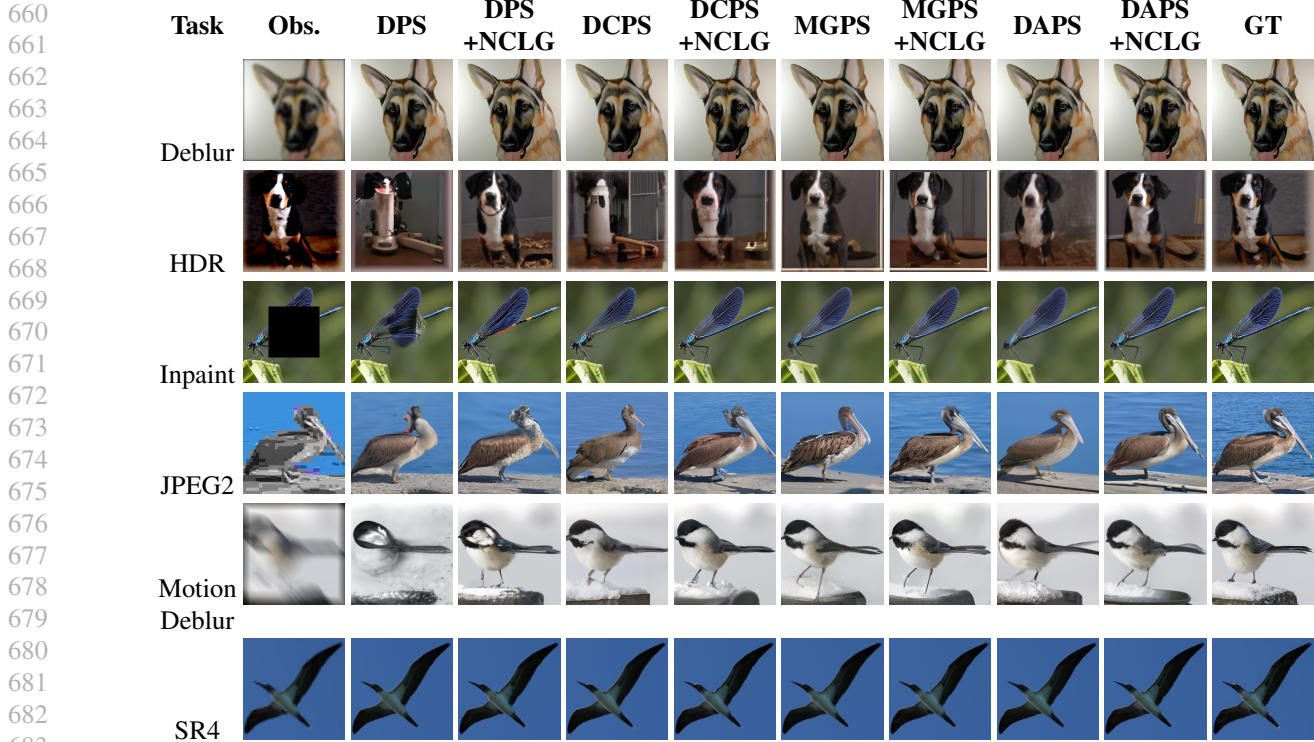 660
661
662
663
664
665
666
667
668
669
670
671
672
673
674
675
676
677
678
679
680
681
682
Task Obs. DPS DPS +NCLG DCPS DCPS +NCLG MGPS MGPS +NCLG DAPS DAPS +NCLG GT
Deblur
HDR
Inpaint
JPEG2
Motion
Deblur
SR4